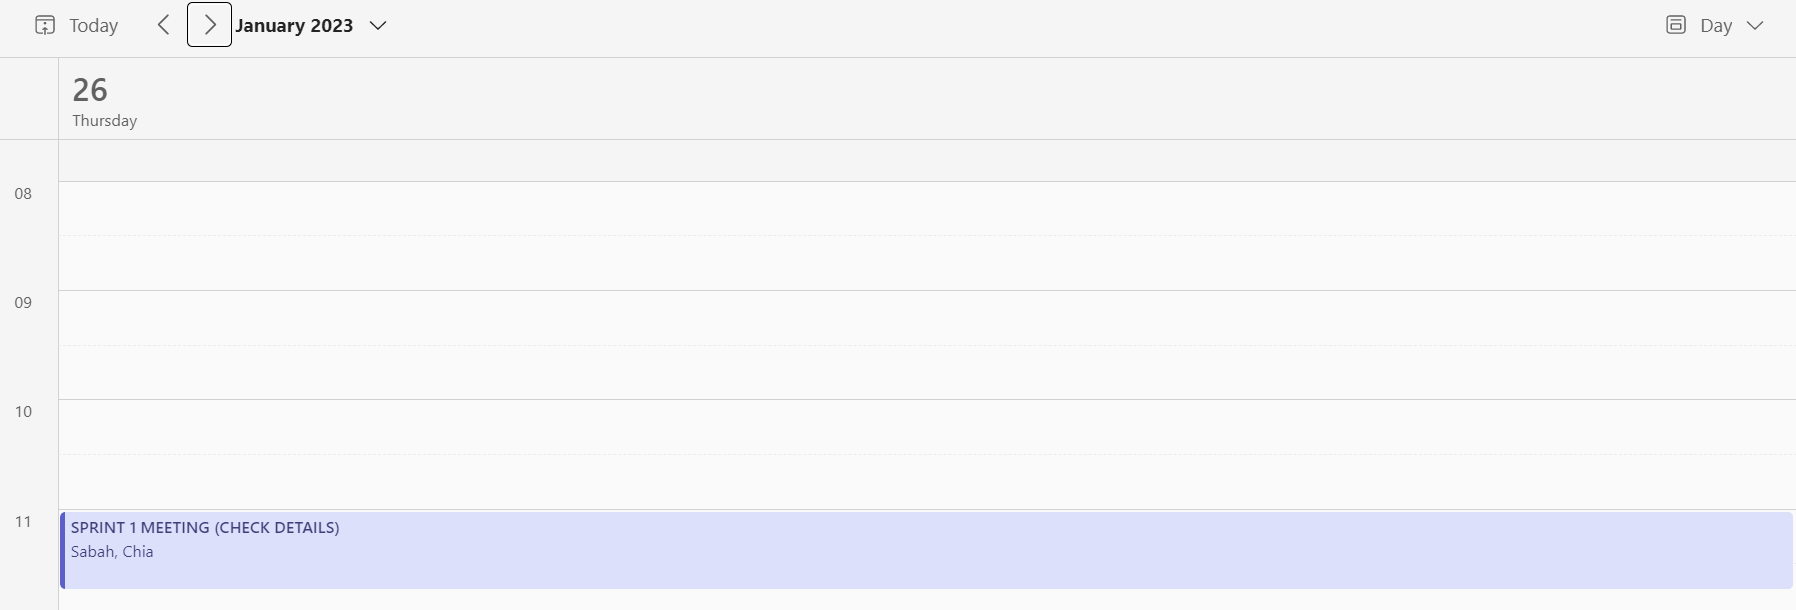 Today
January 2023
Day
26
Thursday
08
09
10
11
SPRINT 1 MEETING (CHECK DETAILS)
Sabah, Chia